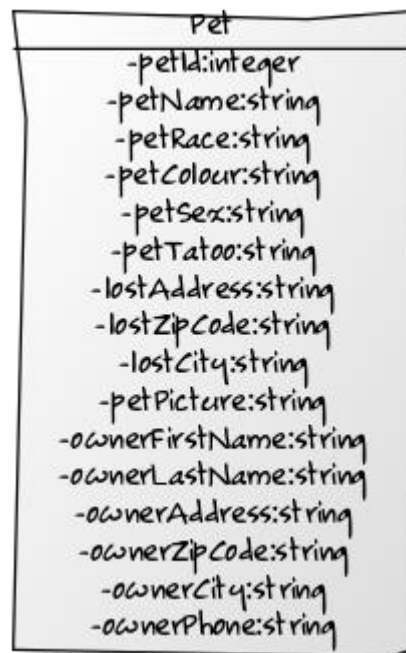 Pet
-petId:integer
-petName:string
-petRace:string
-petColour:string
-petSex:string
-petTatoo:string
-lostAddress:string
-lostZipCode:string
-lostCity:string
-petPicture:string
-ownerFirstName:string
-ownerLastName:string
-ownerAddress:string
-ownerZipCode:string
-ownerCity:string
-ownerPhone:string